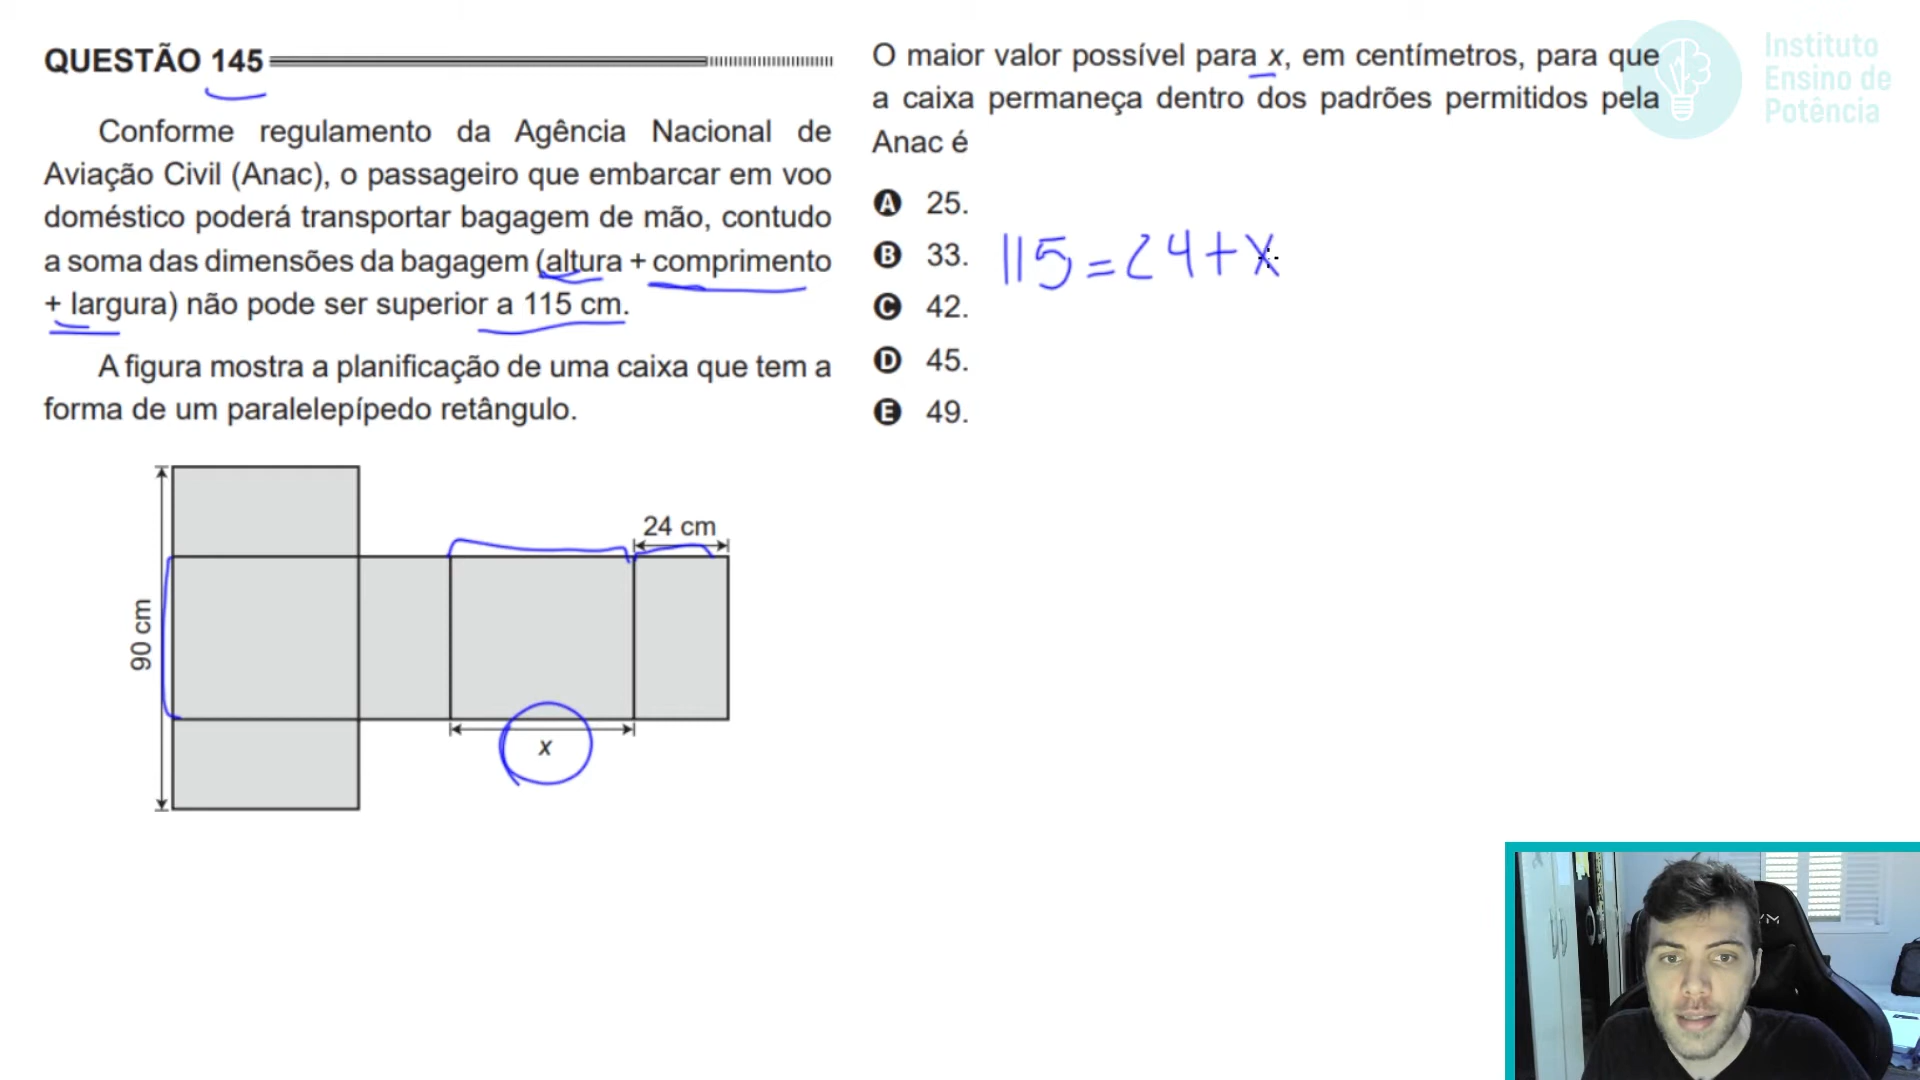 QUESTÃO 145
Conforme regulamento da Agência Nacional de
Aviação Civil (Anac), o passageiro que embarcar em voo
doméstico poderá transportar bagagem de mão, contudo
a soma das dimensões da bagagem (altura + comprimento
+ largura) não pode ser superior a 115 cm.
A figura mostra a planificação de uma caixa que tem a
forma de um paralelepípedo retângulo.
24 cm
90 cm
x
O maior valor possível para x, em centímetros, para que
a caixa permaneça dentro dos padrões permitidos pela
Anac é
A 25.
B 33.
C 42.
D 45.
E 49.
115=24+x
Instituto
Ensino de
Potência